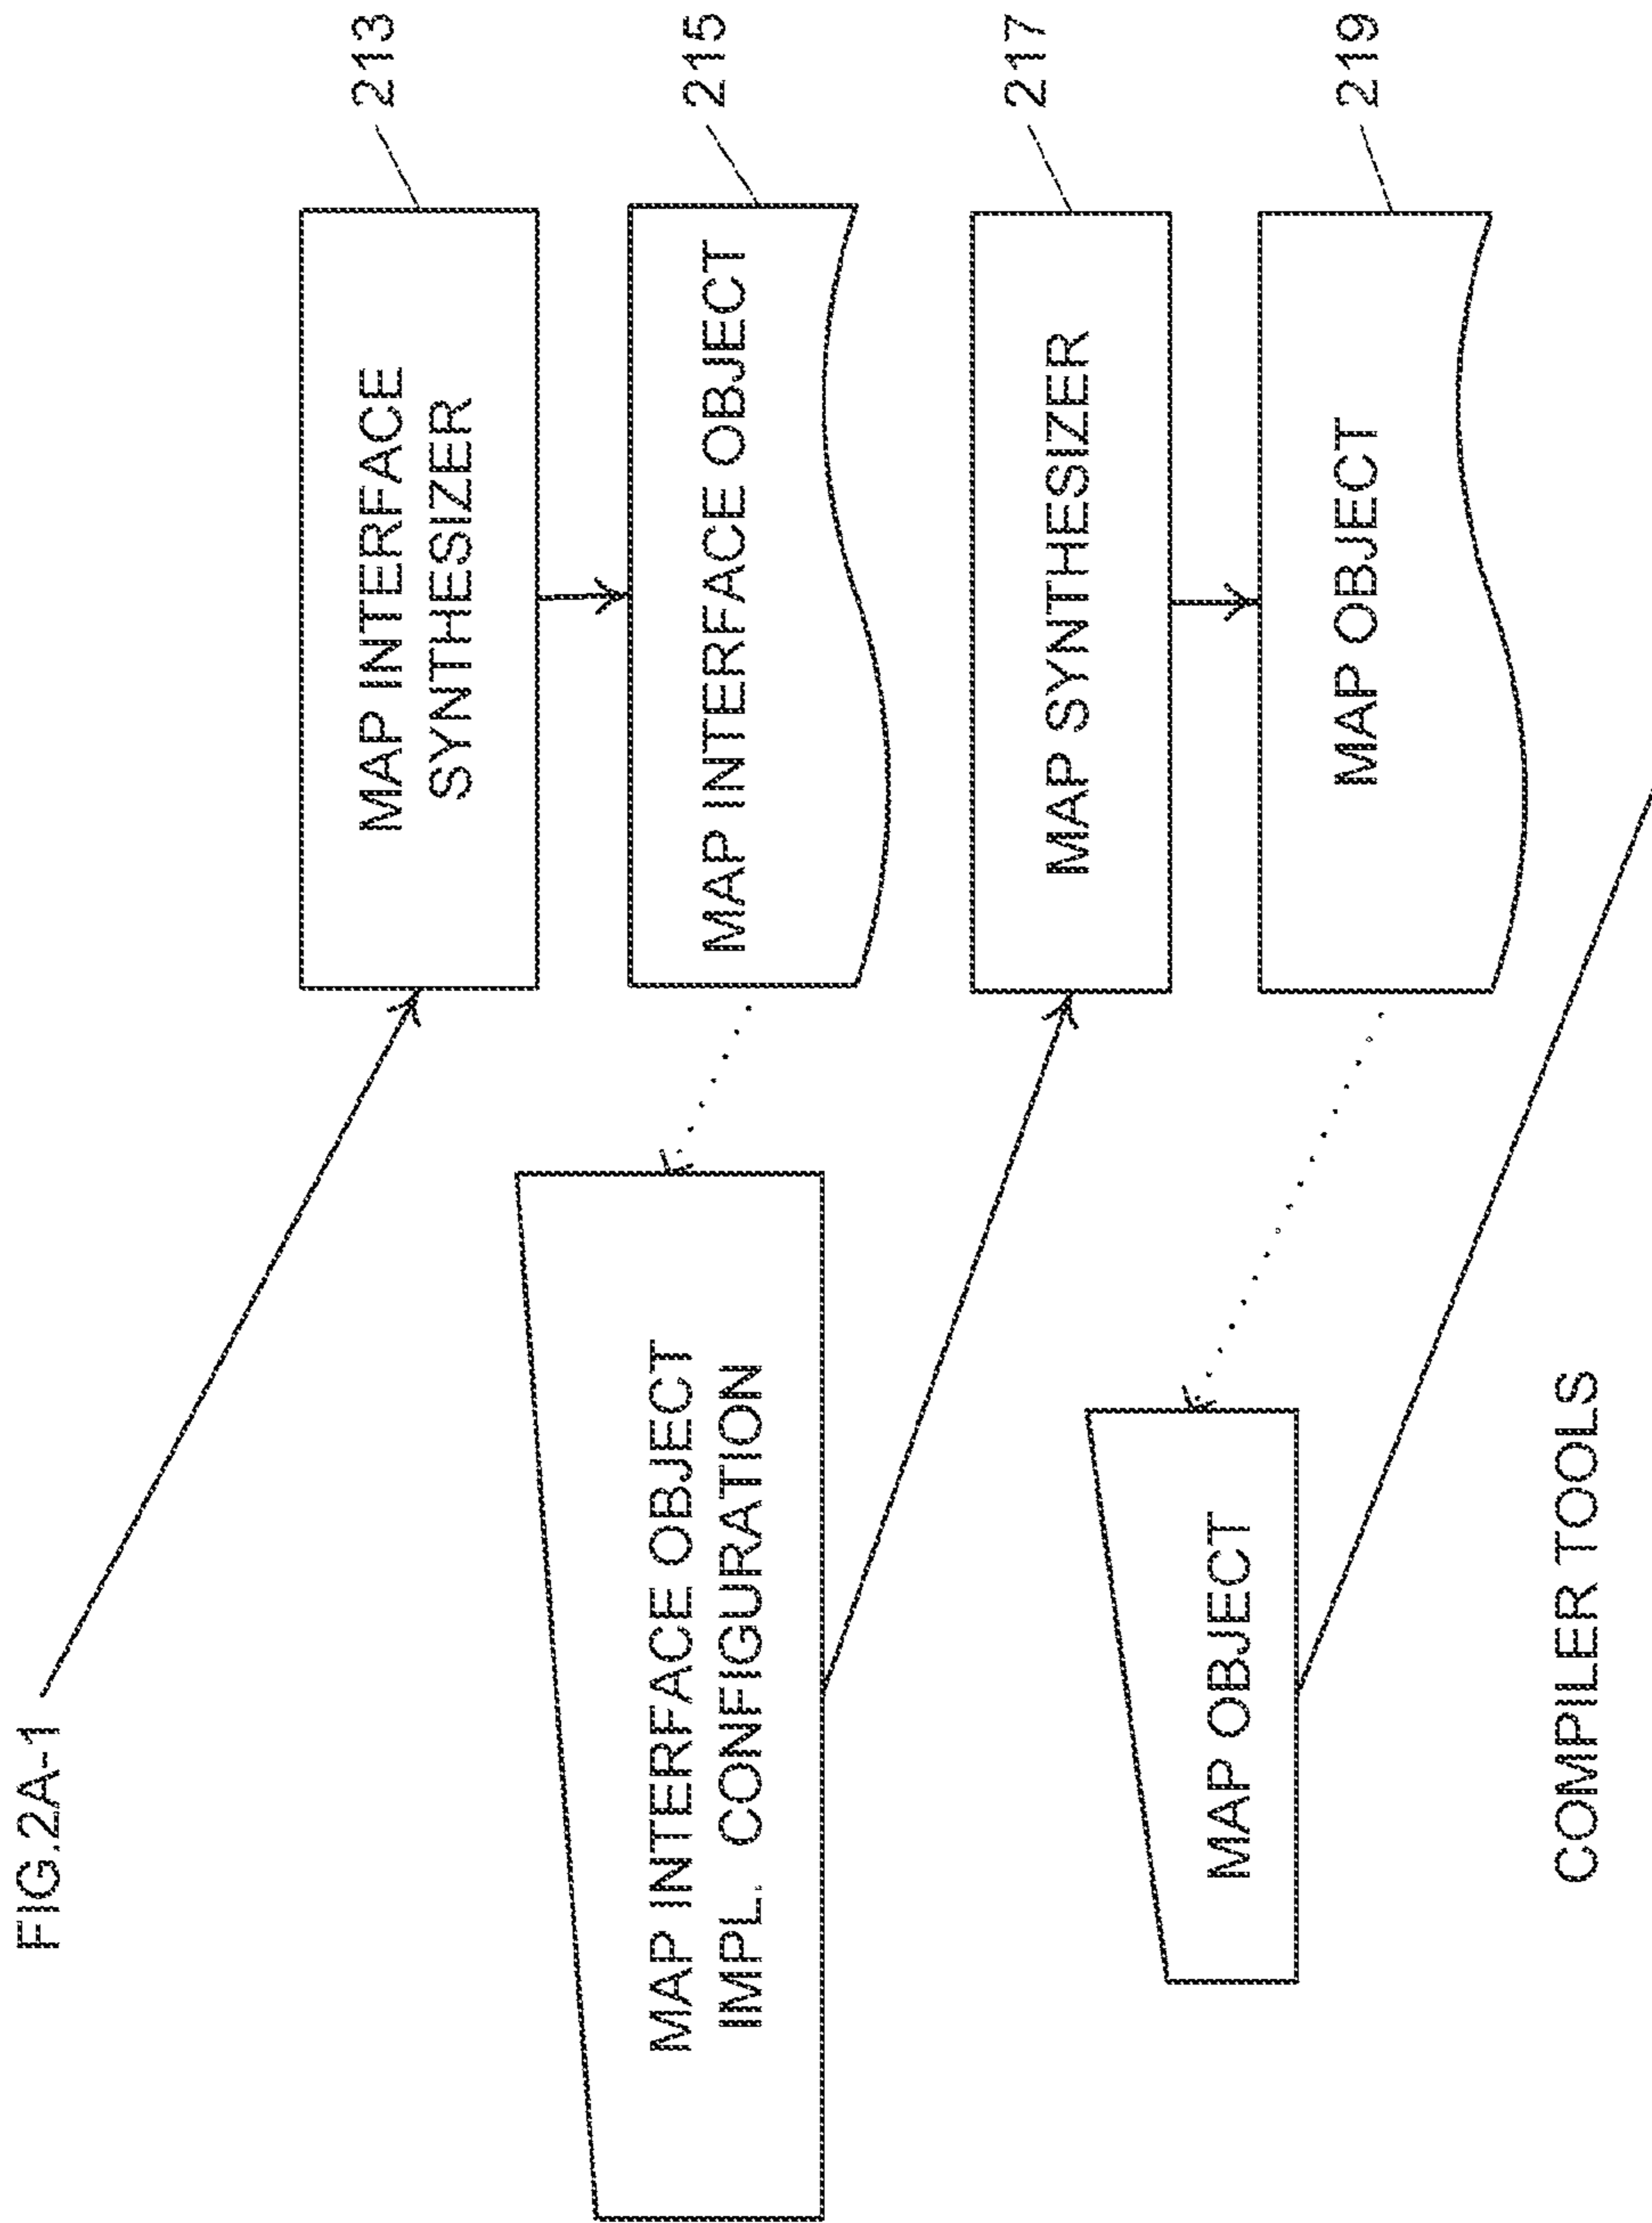 FIG.2A-1
MAP INTERFACE
SYNTHESIZER
213
MAP INTERFACE OBJECT
215
MAP INTERFACE OBJECT
IMPL. CONFIGURATION
MAP SYNTHESIZER
217
MAP OBJECT
219
MAP OBJECT
COMPILER TOOLS